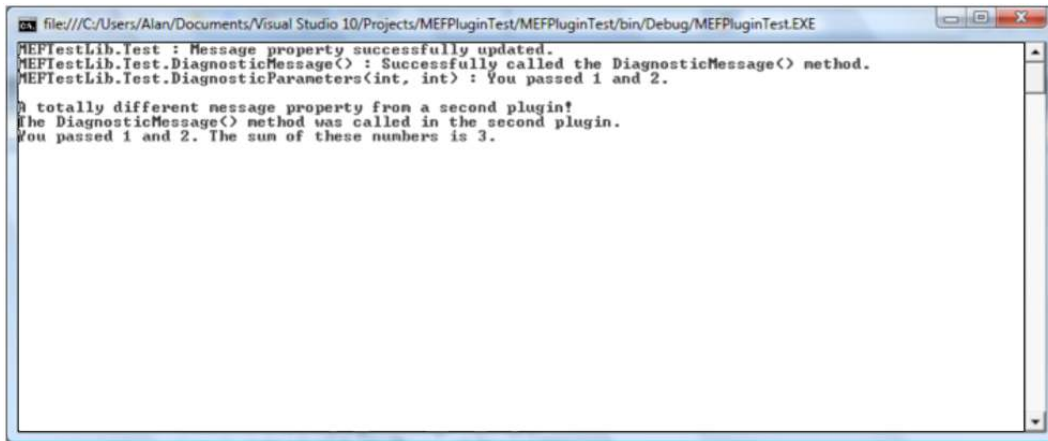 file:///C:/Users/Alan/Documents/Visual Studio 10/Projects/MEFPluginTest/MEFPluginTest/bin/Debug/MEFPluginTest.EXE
MEFTestLib.Test : Message property successfully updated.
MEFTestLib.Test.DiagnosticMessage() : Successfully called the DiagnosticMessage() method.
MEFTestLib.Test.DiagnosticParameters(int, int) : You passed 1 and 2.
A totally different message property from a second plugin!
The DiagnosticMessage() method was called in the second plugin.
You passed 1 and 2. The sum of these numbers is 3.